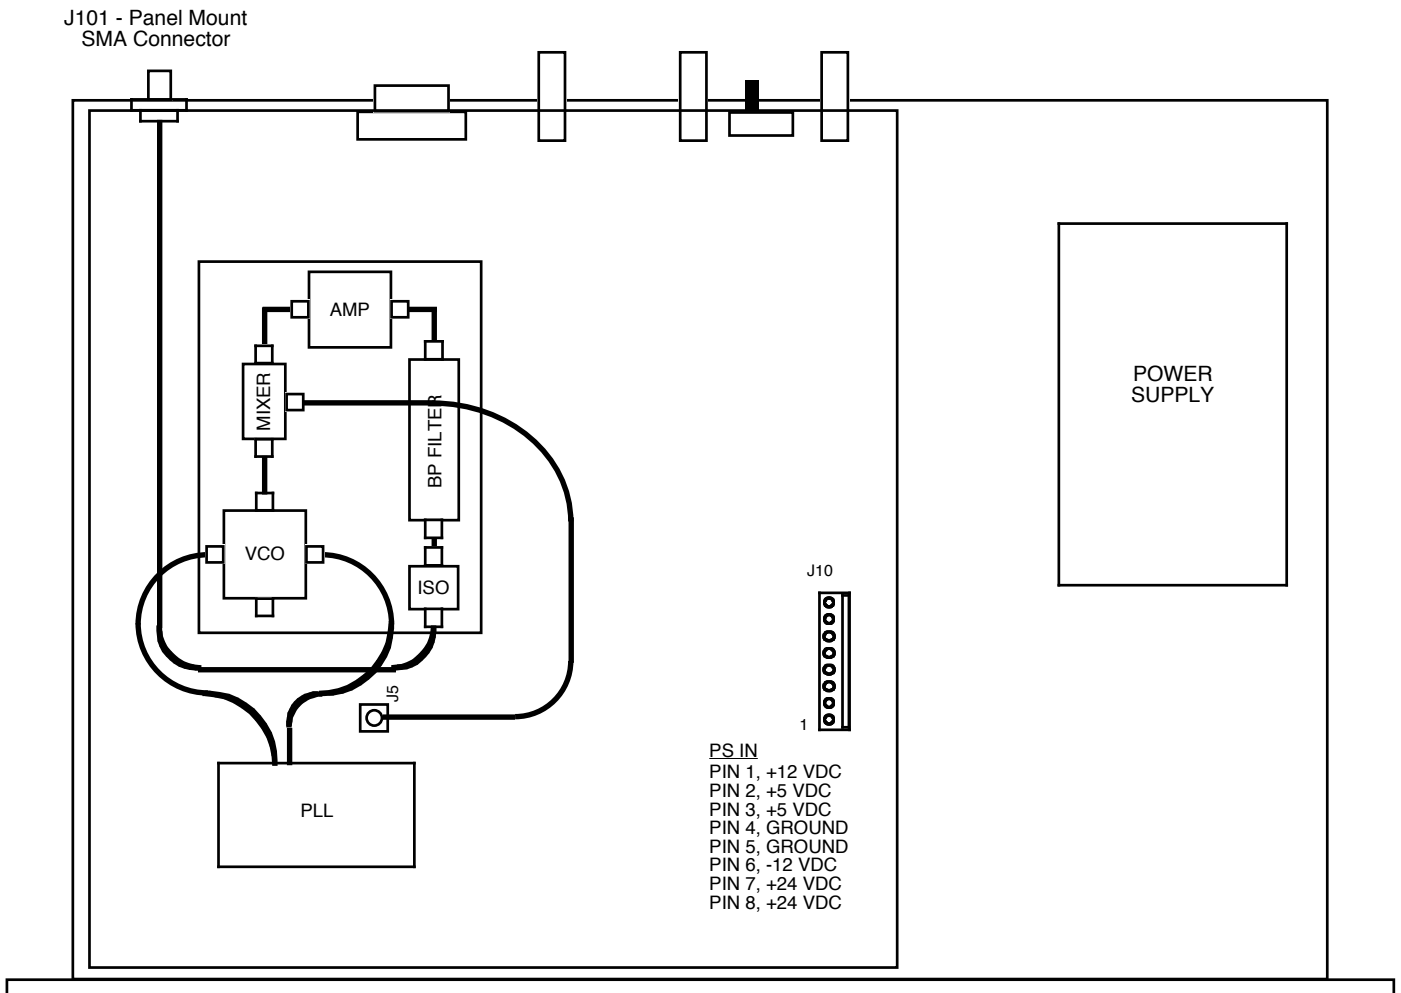 J101 - Panel Mount
SMA Connector
AMP
MIXER
BP FILTER
POWER
SUPPLY
VCO
ISO
J10
J5
1
PS IN
PIN 1, +12 VDC
PIN 2, +5 VDC
PIN 3, +5 VDC
PIN 4, GROUND
PIN 5, GROUND
PIN 6, -12 VDC
PIN 7, +24 VDC
PIN 8, +24 VDC
PLL